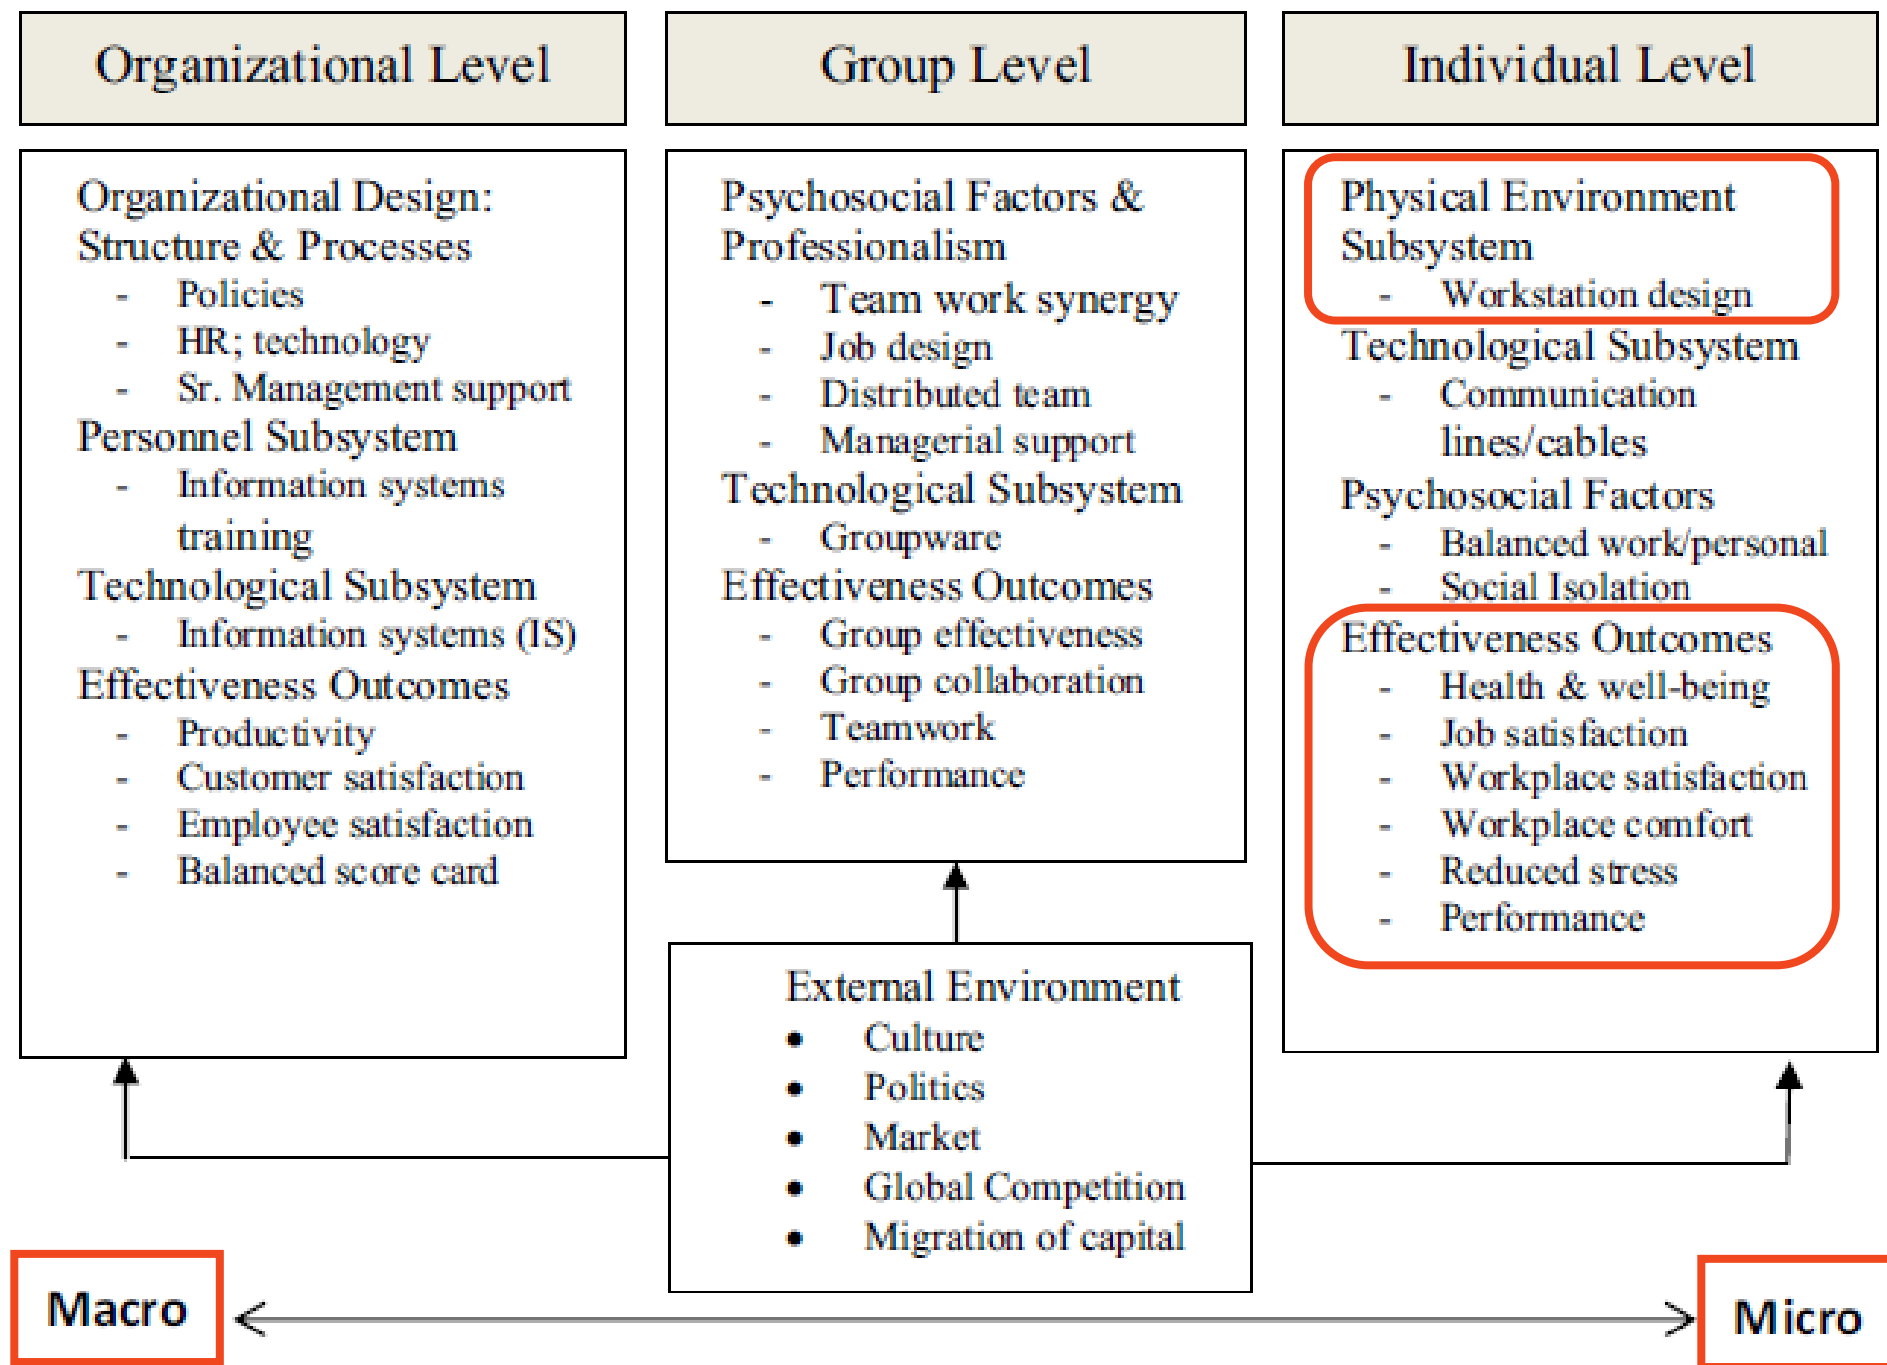 Organizational Level
Organizational Design:
Structure & Processes
- Policies
- HR; technology
- Sr. Management support
Personnel Subsystem
- Information systems
training
Technological Subsystem
- Information systems (IS)
Effectiveness Outcomes
- Productivity
- Customer satisfaction
- Employee satisfaction
- Balanced score card
Group Level
Psychosocial Factors &
Professionalism
- Team work synergy
- Job design
- Distributed team
- Managerial support
Technological Subsystem
- Groupware
Effectiveness Outcomes
- Group effectiveness
- Group collaboration
- Teamwork
- Performance
Individual Level
Physical Environment
Subsystem
- Workstation design
Technological Subsystem
- Communication
lines/cables
Psychosocial Factors
- Balanced work/personal
- Social Isolation
Effectiveness Outcomes
- Health & well-being
- Job satisfaction
- Workplace satisfaction
- Workplace comfort
- Reduced stress
- Performance
External Environment
• Culture
• Politics
• Market
• Global Competition
• Migration of capital
Macro
Micro